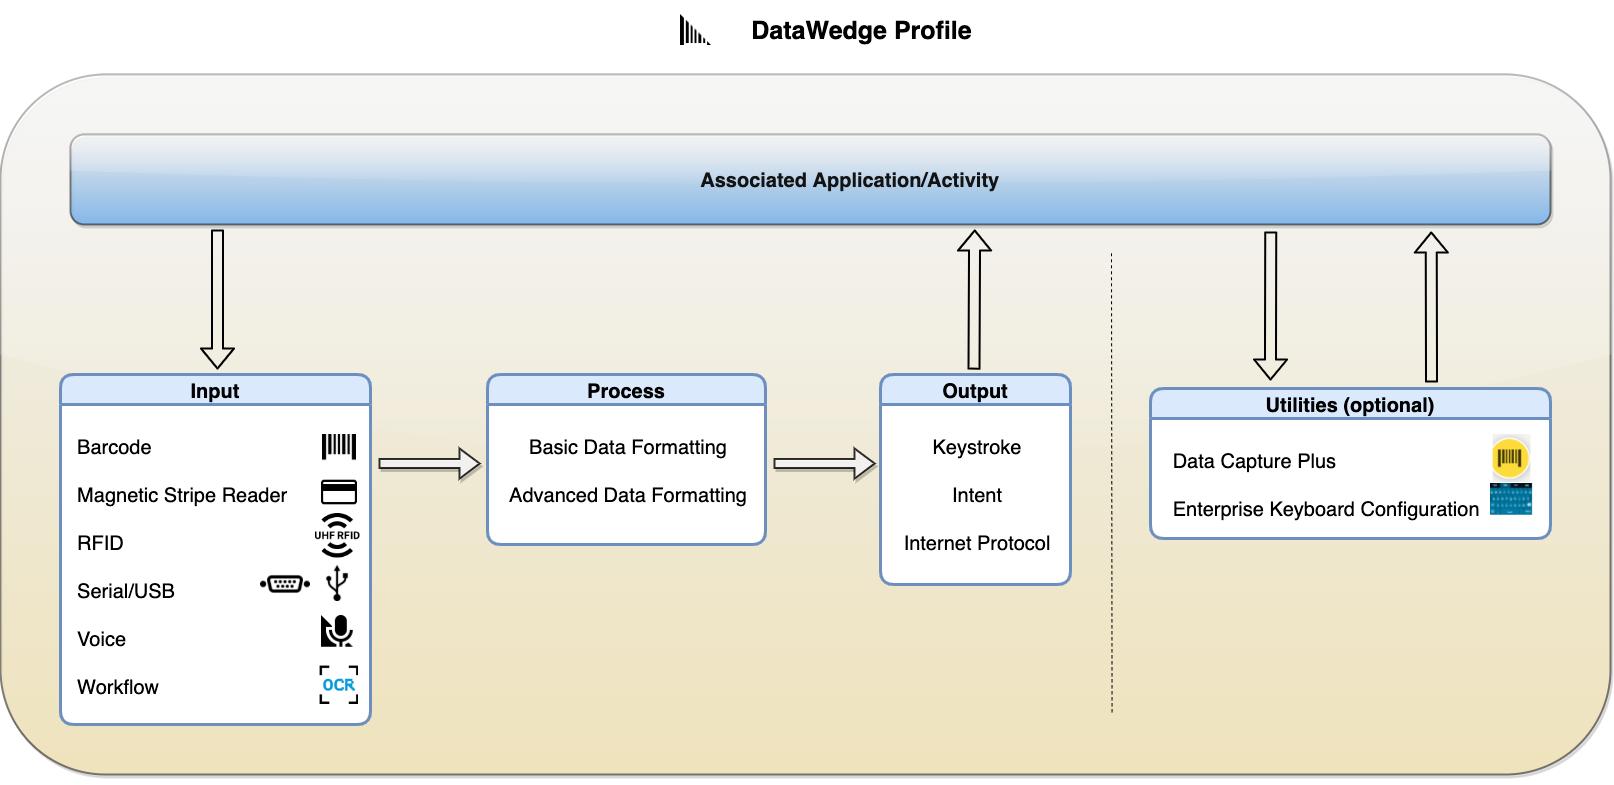 DataWedge Profile
Associated Application/Activity
Input
Barcode
Magnetic Stripe Reader
RFID
UHF RFID
Serial/USB
Voice
Workflow
OCR
Process
Basic Data Formatting
Advanced Data Formatting
Output
Keystroke
Intent
Internet Protocol
Utilities (optional)
Data Capture Plus
Enterprise Keyboard Configuration